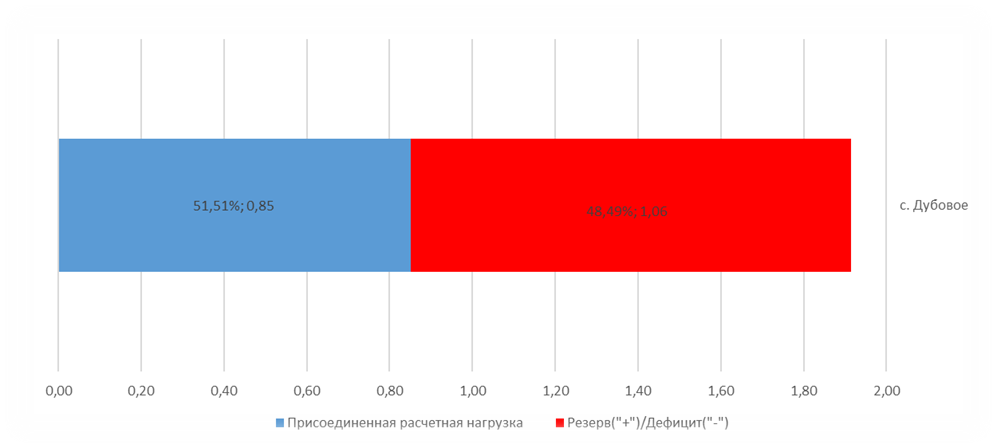 51,51%; 0,85
48,49%; 1,06
с. Дубовое
0,00 0,20 0,40 0,60 0,80 1,00 1,20 1,40 1,60 1,80 2,00
Присоединенная расчетная нагрузка Резерв("+")/Дефицит("-")